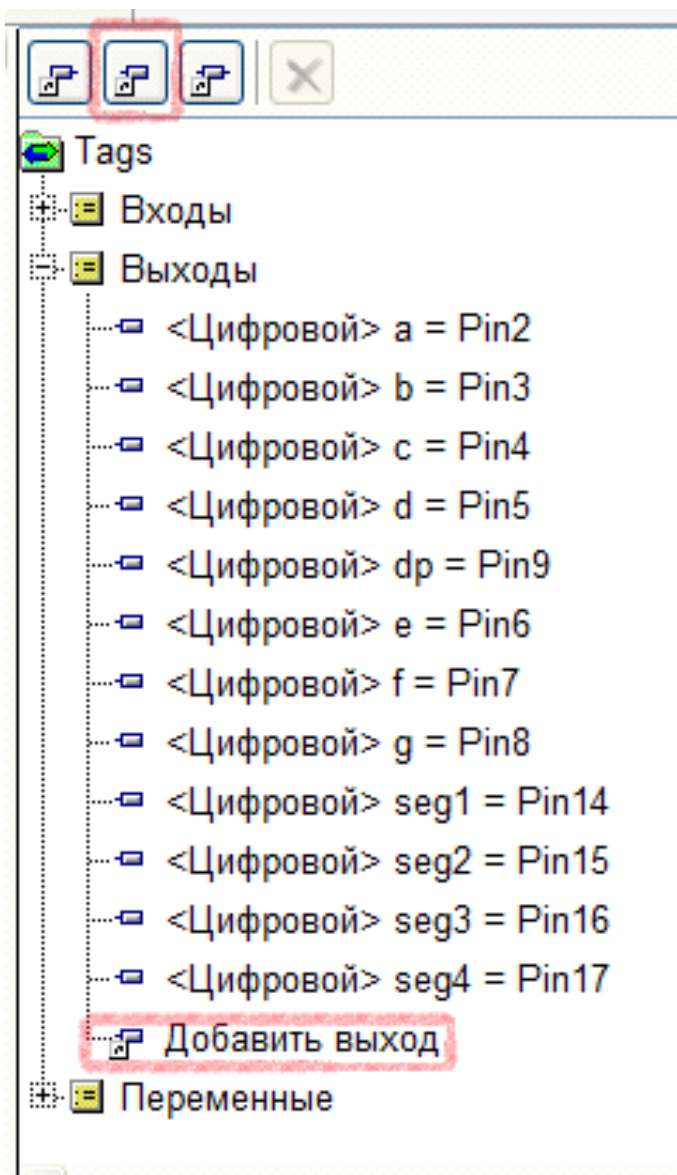 Tags
Входы
Выходы
<Цифровой> a = Pin2
<Цифровой> b = Pin3
<Цифровой> c = Pin4
<Цифровой> d = Pin5
<Цифровой> dp = Pin9
<Цифровой> e = Pin6
<Цифровой> f = Pin7
<Цифровой> g = Pin8
<Цифровой> seg1 = Pin14
<Цифровой> seg2 = Pin15
<Цифровой> seg3 = Pin16
<Цифровой> seg4 = Pin17
Добавить выход
Переменные